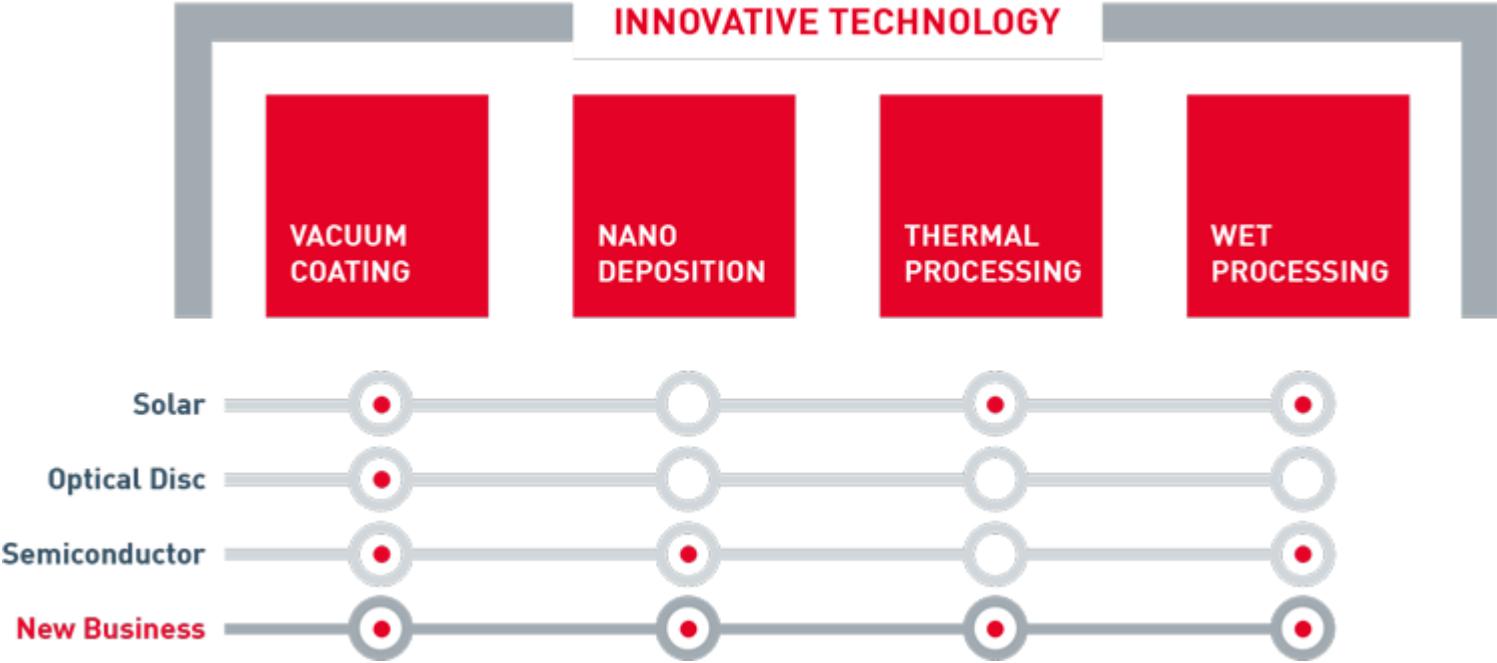 INNOVATIVE TECHNOLOGY
VACUUM
COATING
NANO
DEPOSITION
THERMAL
PROCESSING
WET
PROCESSING
Solar
Optical Disc
Semiconductor
New Business